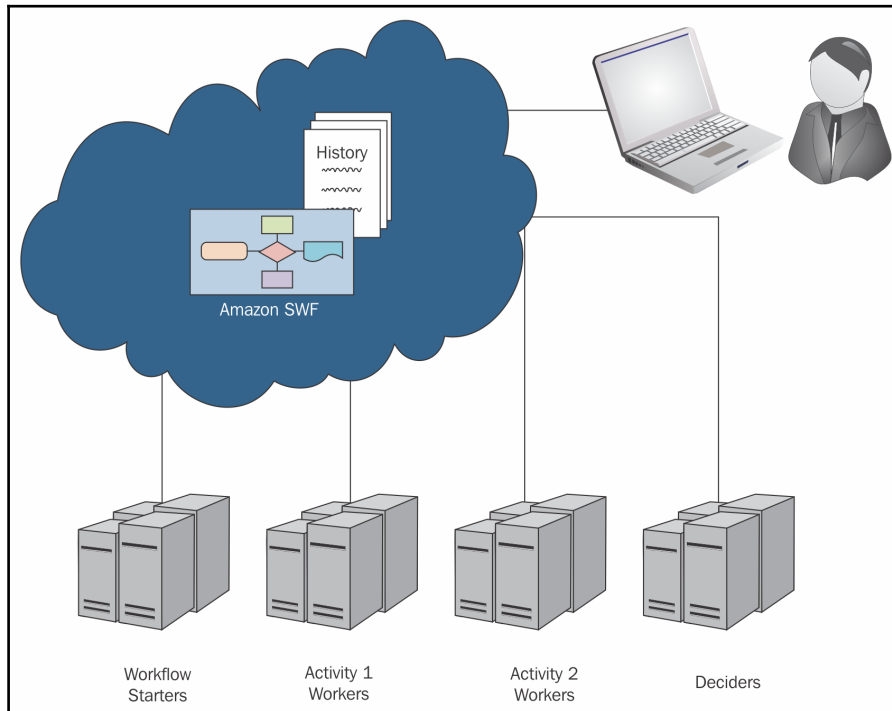 History
Amazon SWF
Workflow
Starters
Activity 1
Workers
Activity 2
Workers
Deciders